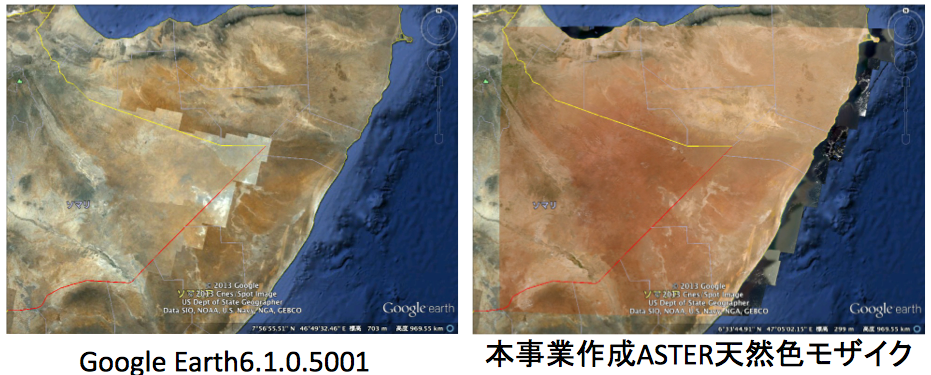 N
ソマリ
© 2013 Google
© 2013 Cnes/Spot Image
US Dept of State Geographer
Data SIO, NOAA, U.S. Navy, NGA, GEBCO
Google earth
7°56'55.51" N 46°49'32.46" E 標高 703 m 高度 969.55 km
Google Earth6.1.0.5001
N
ソマリ
© 2013 Google
© 2013 Cnes/Spot Image
US Dept of State Geographer
Data SIO, NOAA, U.S. Navy, NGA, GEBCO
Google earth
6°33'44.91" N 47°05'02.15" E 標高 299 m 高度 969.55 km
本事業作成ASTER天然色モザイク